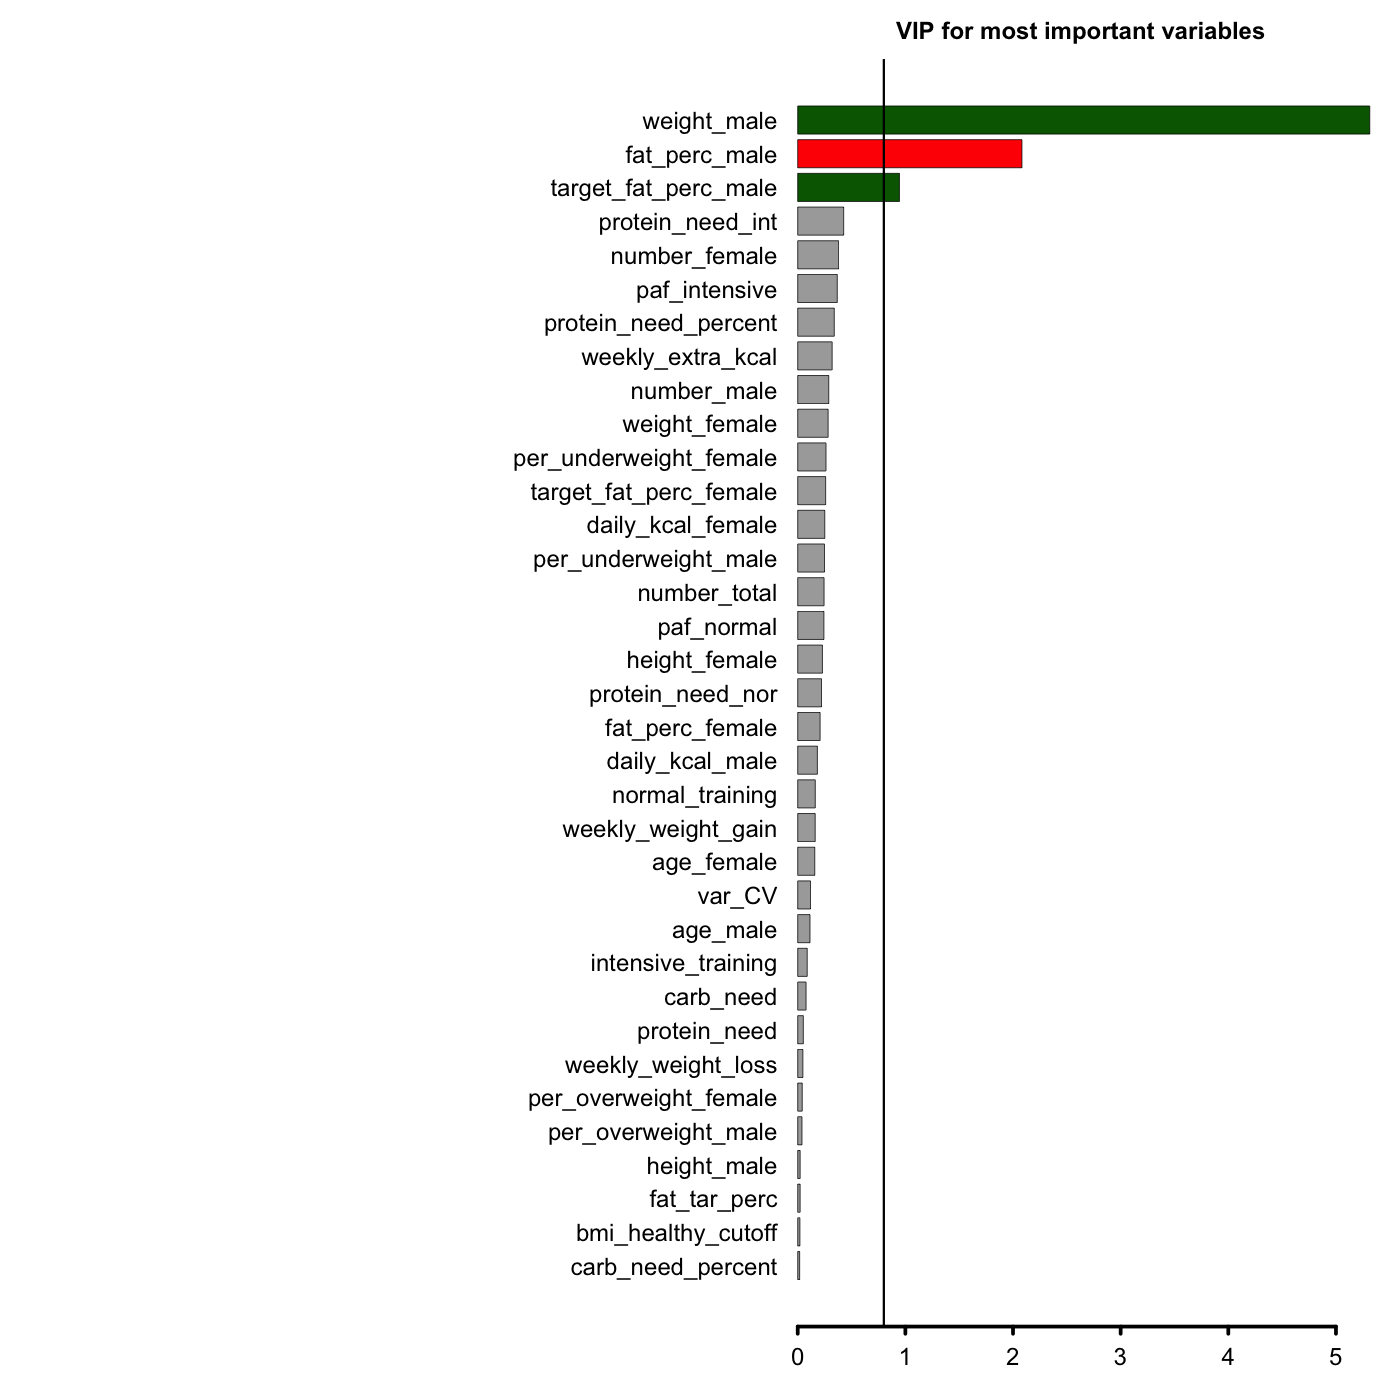 VIP for most important variables
weight_male
fat_perc_male
target_fat_perc_male
protein_need_int
number_female
paf_intensive
protein_need_percent
weekly_extra_kcal
number_male
weight_female
per_underweight_female
target_fat_perc_female
daily_kcal_female
per_underweight_male
number_total
paf_normal
height_female
protein_need_nor
fat_perc_female
daily_kcal_male
normal_training
weekly_weight_gain
age_female
var_CV
age_male
intensive_training
carb_need
protein_need
weekly_weight_loss
per_overweight_female
per_overweight_male
height_male
fat_tar_perc
bmi_healthy_cutoff
carb_need_percent
0 1 2 3 4 5